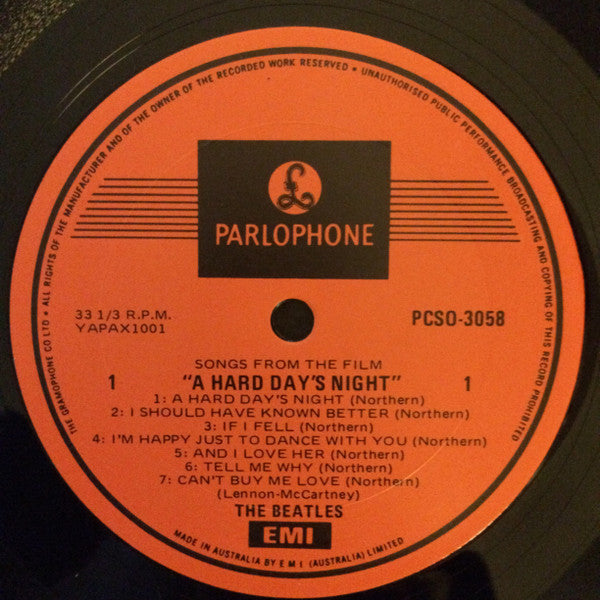 THE GRAMOPHONE CO LTD • ALL RIGHTS OF THE MANUFACTURER AND OF THE OWNER OF THE RECORDED WORK RESERVED • UNAUTHORISED PUBLIC PERFORMANCE BROADCASTING AND COPYING OF THIS RECORD PROHIBITED
£
PARLOPHONE
33 1/3 R.P.M.
YAPAX1001
PCSO-3058
SONGS FROM THE FILM
1 "A HARD DAY'S NIGHT" 1
1: A HARD DAY'S NIGHT (Northern)
2: I SHOULD HAVE KNOWN BETTER (Northern)
3: IF I FELL (Northern)
4: I'M HAPPY JUST TO DANCE WITH YOU (Northern)
5: AND I LOVE HER (Northern)
6: TELL ME WHY (Northern)
7: CAN'T BUY ME LOVE (Northern)
(Lennon-McCartney)
THE BEATLES
EMI
MADE IN AUSTRALIA BY E M I (AUSTRALIA) LIMITED